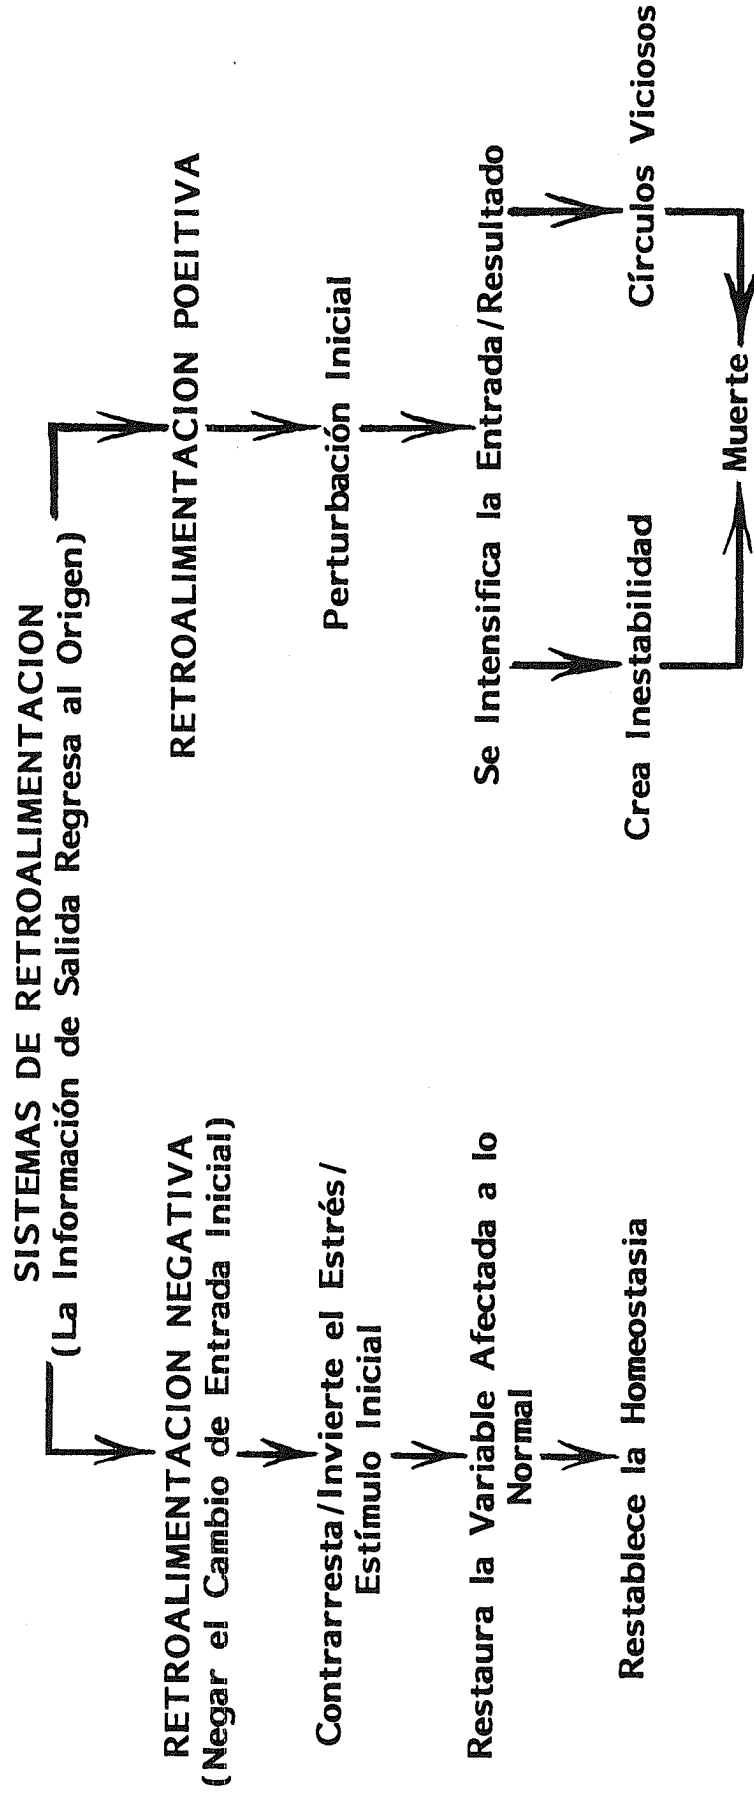 SISTEMAS DE RETROALIMENTACION
(La Información de Salida Regresa al Origen)
RETROALIMENTACION NEGATIVA
(Negar el Cambio de Entrada Inicial)
Contrarresta/Invierte el Estrés/
Estímulo Inicial
Restaura la Variable Afectada a lo
Normal
Restablece la Homeostasia
RETROALIMENTACION POEITIVA
Perturbación Inicial
Se Intensifica la Entrada/Resultado
Crea Inestabilidad
Círculos Viciosos
Muerte